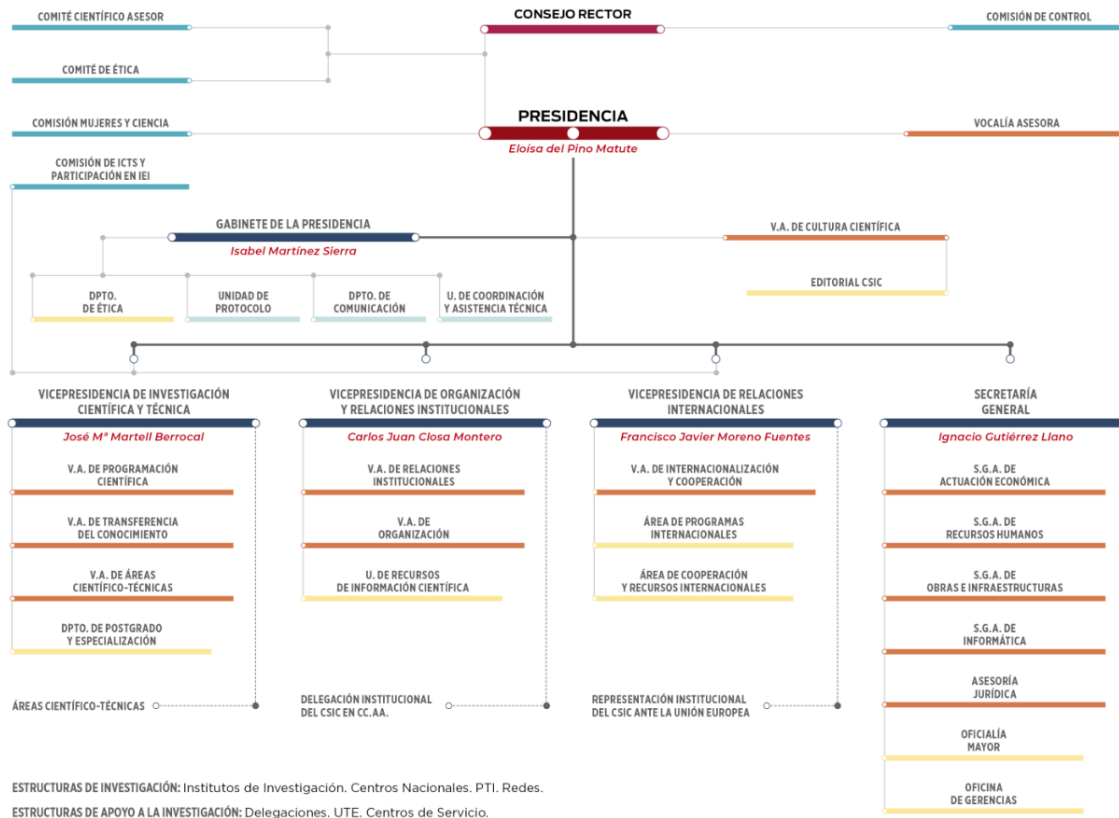 COMITÉ CIENTÍFICO ASESOR
CONSEJO RECTOR
COMISIÓN DE CONTROL
COMITÉ DE ÉTICA
COMISIÓN MUJERES Y CIENCIA
PRESIDENCIA
Eloísa del Pino Matute
VOCALÍA ASESORA
COMISIÓN DE ICTS Y
PARTICIPACIÓN EN IEI
GABINETE DE LA PRESIDENCIA
Isabel Martínez Sierra
V.A. DE CULTURA CIENTÍFICA
EDITORIAL CSIC
DPTO.
DE ÉTICA
UNIDAD DE
PROTOCOLO
DPTO. DE
COMUNICACIÓN
U. DE COORDINACIÓN
Y ASISTENCIA TÉCNICA
VICEPRESIDENCIA DE INVESTIGACIÓN
CIENTÍFICA Y TÉCNICA
José Mª Martell Berrocal
V.A. DE PROGRAMACIÓN
CIENTÍFICA
V.A. DE TRANSFERENCIA
DEL CONOCIMIENTO
V.A. DE ÁREAS
CIENTÍFICO-TÉCNICAS
DPTO. DE POSTGRADO
Y ESPECIALIZACIÓN
ÁREAS CIENTÍFICO-TÉCNICAS
VICEPRESIDENCIA DE ORGANIZACIÓN
Y RELACIONES INSTITUCIONALES
Carlos Juan Closa Montero
V.A. DE RELACIONES
INSTITUCIONALES
V.A. DE
ORGANIZACIÓN
U. DE RECURSOS
DE INFORMACIÓN CIENTÍFICA
DELEGACIÓN INSTITUCIONAL
DEL CSIC EN CC.AA.
VICEPRESIDENCIA DE RELACIONES
INTERNACIONALES
Francisco Javier Moreno Fuentes
V.A. DE INTERNACIONALIZACIÓN
Y COOPERACIÓN
ÁREA DE PROGRAMAS
INTERNACIONALES
ÁREA DE COOPERACIÓN
Y RECURSOS INTERNACIONALES
REPRESENTACIÓN INSTITUCIONAL
DEL CSIC ANTE LA UNIÓN EUROPEA
SECRETARÍA
GENERAL
Ignacio Gutiérrez Llano
S.G.A. DE
ACTUACIÓN ECONÓMICA
S.G.A. DE
RECURSOS HUMANOS
S.G.A. DE
OBRAS E INFRAESTRUCTURAS
S.G.A. DE
INFORMÁTICA
ASESORÍA
JURÍDICA
OFICIALÍA
MAYOR
OFICINA
DE GERENCIAS
ESTRUCTURAS DE INVESTIGACIÓN: Institutos de Investigación. Centros Nacionales. PTI. Redes.
ESTRUCTURAS DE APOYO A LA INVESTIGACIÓN: Delegaciones. UTE. Centros de Servicio.